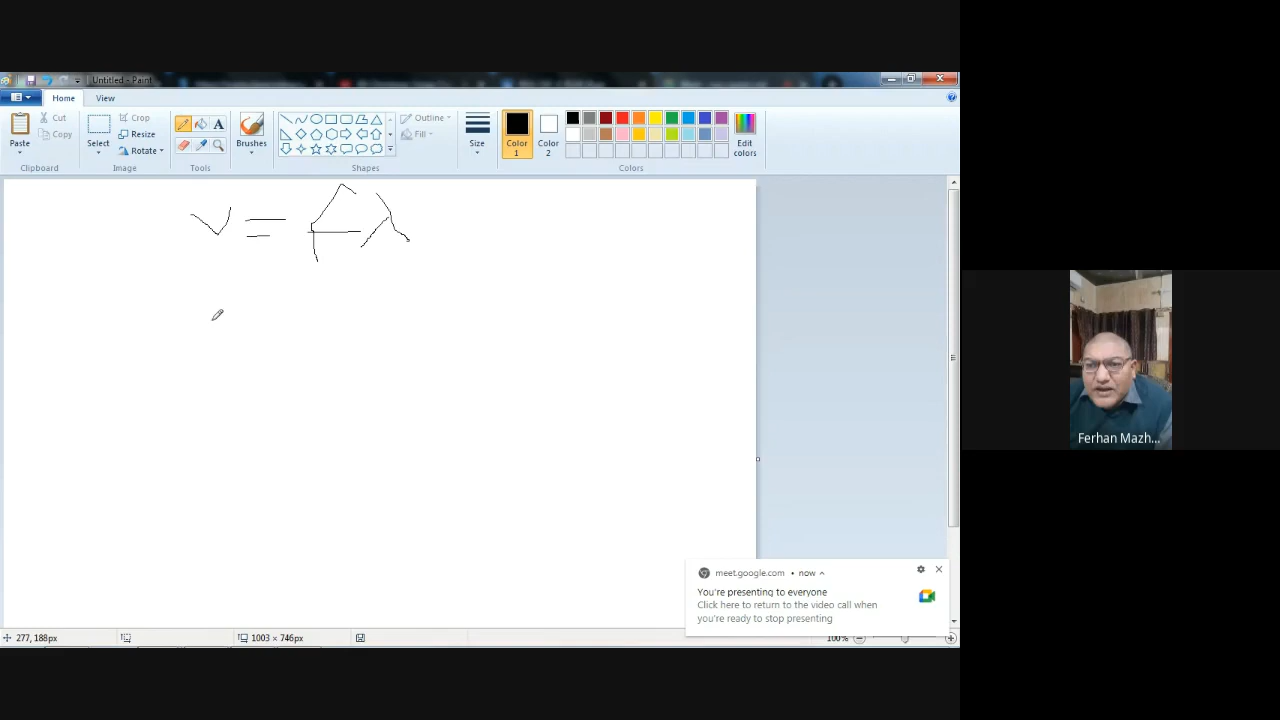 Untitled - Paint
Home
View
Paste
Cut
Copy
Clipboard
Select
Crop
Resize
Rotate
Image
Tools
Brushes
Shapes
Outline
Fill
Size
Color 1
Color 2
Edit colors
Colors
v = fλ
Ferhan Mazh...
meet.google.com • now
You're presenting to everyone
Click here to return to the video call when
you're ready to stop presenting
277, 188px
1003 × 746px
100%